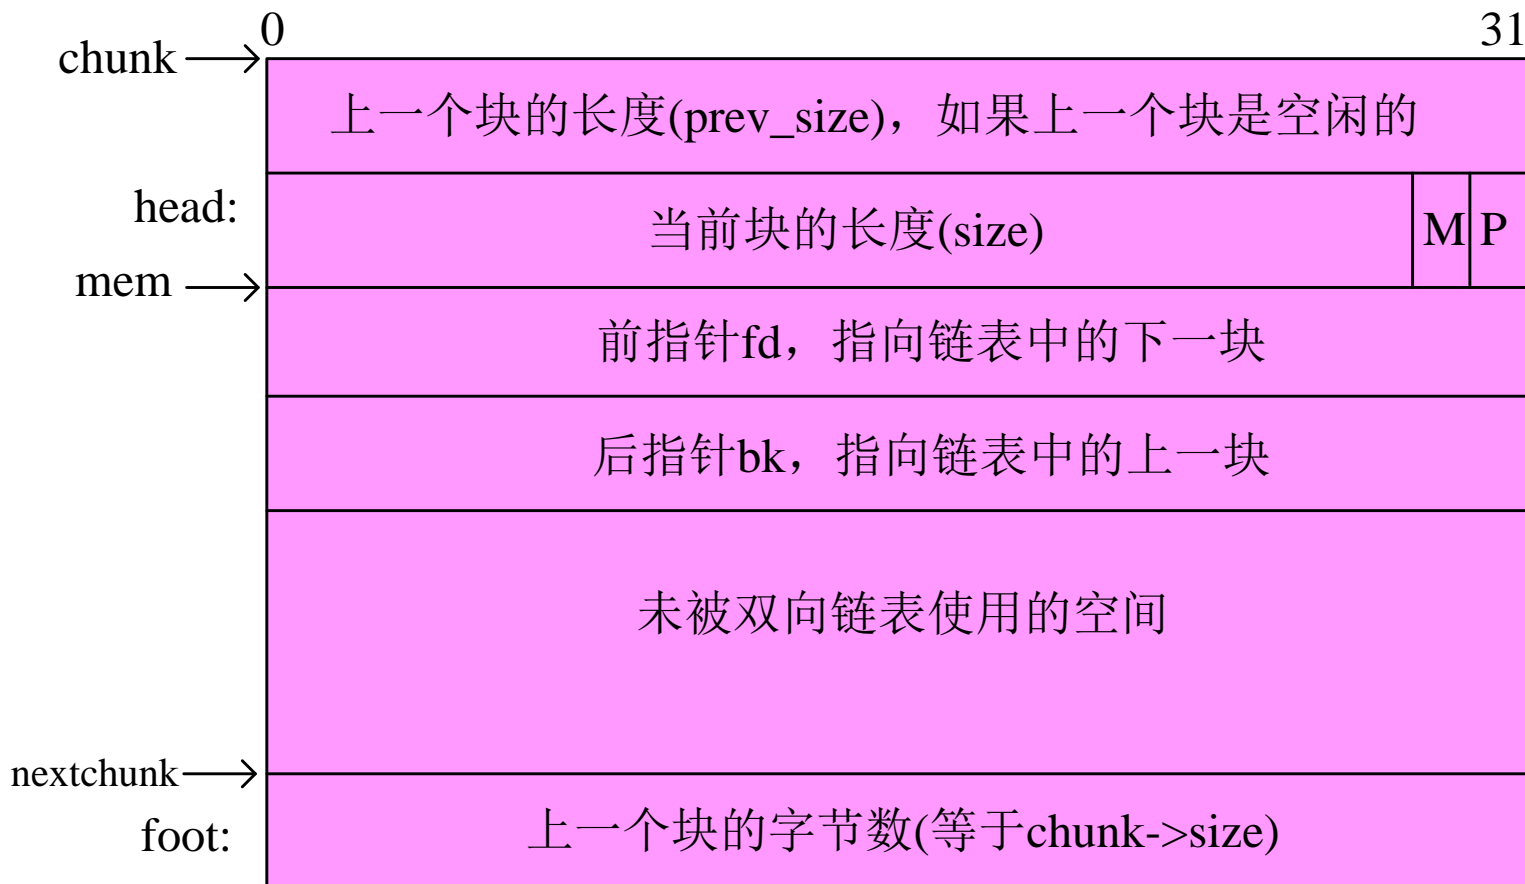 0 31
chunk
上一个块的长度(prev_size)，如果上一个块是空闲的
head:
当前块的长度(size) M P
mem
前指针fd，指向链表中的下一块
后指针bk，指向链表中的上一块
未被双向链表使用的空间
nextchunk
foot:
上一个块的字节数(等于chunk->size)